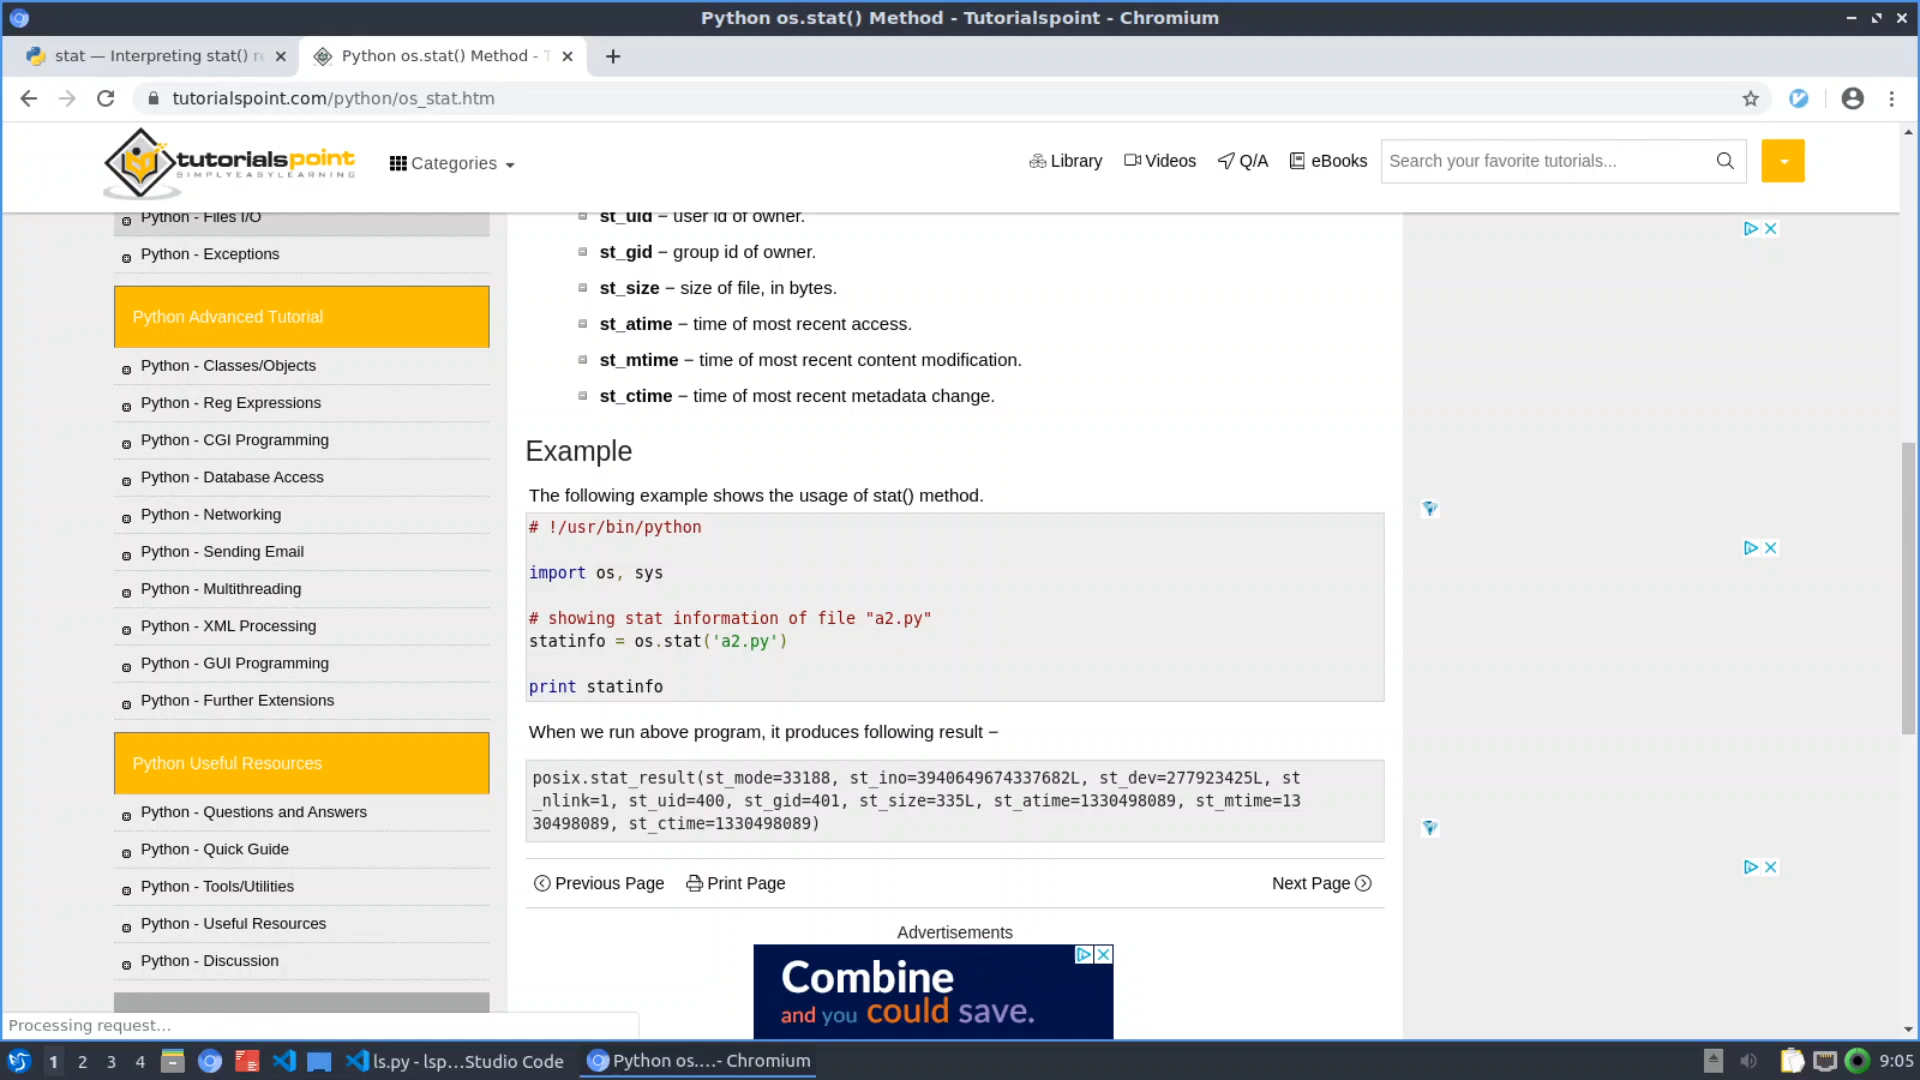 Python os.stat() Method - Tutorialspoint - Chromium
stat — Interpreting stat() re
Python os.stat() Method - T
tutorialspoint.com/python/os_stat.htm
tutorialspoint
SIMPLYEASYLEARNING
Categories
Library
Videos
Q/A
eBooks
Search your favorite tutorials...
Python - Files I/O
Python - Exceptions
Python Advanced Tutorial
Python - Classes/Objects
Python - Reg Expressions
Python - CGI Programming
Python - Database Access
Python - Networking
Python - Sending Email
Python - Multithreading
Python - XML Processing
Python - GUI Programming
Python - Further Extensions
Python Useful Resources
Python - Questions and Answers
Python - Quick Guide
Python - Tools/Utilities
Python - Useful Resources
Python - Discussion
st_uid − user id of owner.
st_gid − group id of owner.
st_size − size of file, in bytes.
st_atime − time of most recent access.
st_mtime − time of most recent content modification.
st_ctime − time of most recent metadata change.
Example
The following example shows the usage of stat() method.
# !/usr/bin/python
import os, sys
# showing stat information of file "a2.py"
statinfo = os.stat('a2.py')
print statinfo
When we run above program, it produces following result −
posix.stat_result(st_mode=33188, st_ino=3940649674337682L, st_dev=277923425L, st
_nlink=1, st_uid=400, st_gid=401, st_size=335L, st_atime=1330498089, st_mtime=13
30498089, st_ctime=1330498089)
Previous Page
Print Page
Next Page
Advertisements
Combine
and you could save.
Processing request...
1 2 3 4
ls.py - lsp...Studio Code
Python os....- Chromium
9:05